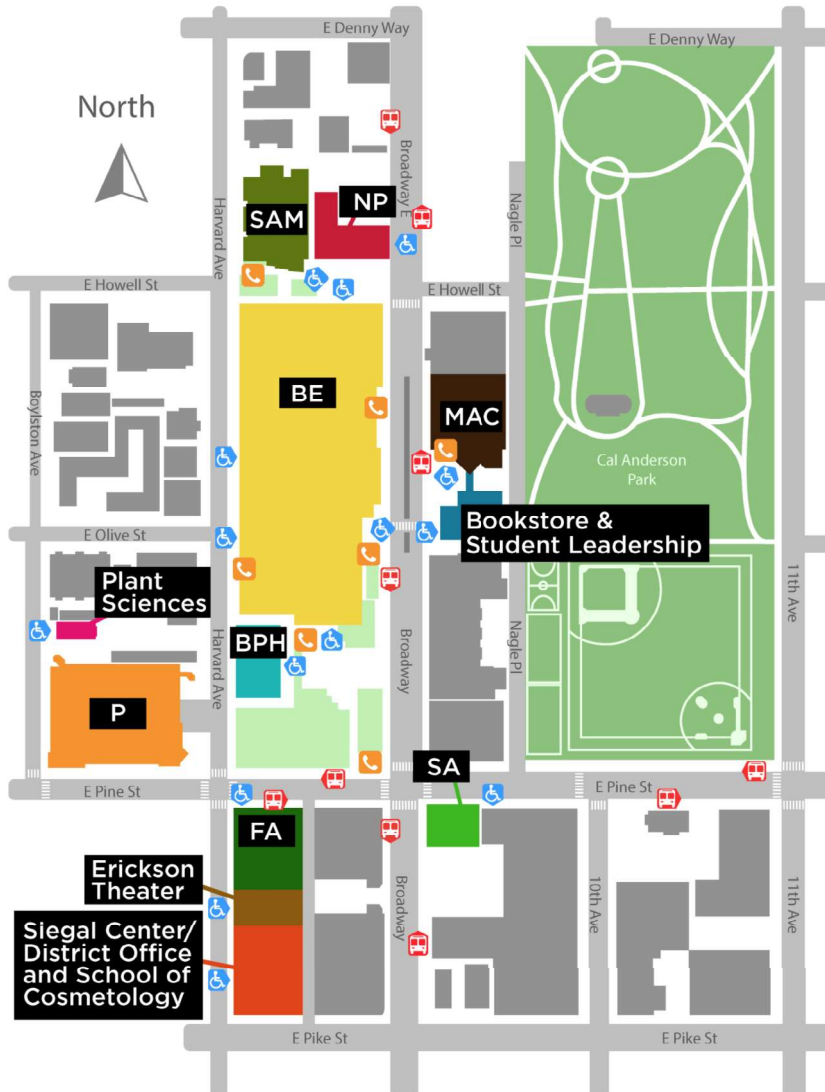 E Denny Way
E Denny Way
North
Harvard Ave
Broadway E
Nagle Pl
SAM
NP
E Howell St
E Howell St
Boylston Ave
BE
MAC
Cal Anderson
Park
E Olive St
Bookstore &
Student Leadership
Plant
Sciences
11th Ave
BPH
Harvard Ave
Broadway
Nagle Pl
P
SA
E Pine St
E Pine St
FA
Erickson
Theater
Broadway
10th Ave
11th Ave
Siegal Center/
District Office
and School of
Cosmetology
E Pike St
E Pike St